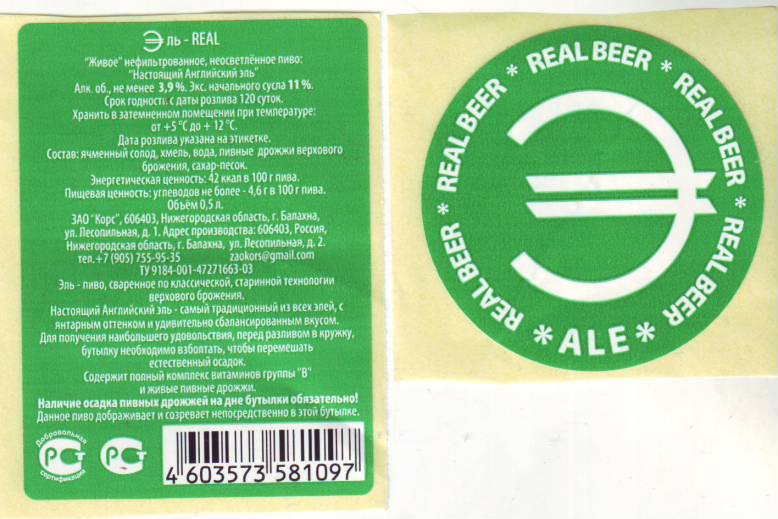 Эль - REAL
"Живое" нефильтрованное, неосветлённое пиво:
"Настоящий Английский эль"
Алк. об., не менее 3,9 %. Экс. начального сусла 11 %.
Срок годности с даты розлива 120 суток.
Хранить в затемненном помещении при температуре:
от +5 °C до + 12 °C.
Дата розлива указана на этикетке.
Состав: ячменный солод, хмель, вода, пивные дрожжи верхового
брожения, сахар-песок.
Энергетическая ценность: 42 ккал в 100 г пива.
Пищевая ценность: углеводов не более - 4,6 г в 100 г пива.
Объём 0,5 л.
ЗАО "Корс", 606403, Нижегородская область, г. Балахна,
ул. Лесопильная, д. 1. Адрес производства: 606403, Россия,
Нижегородская область, г. Балахна, ул. Лесопильная, д. 2.
тел.+7 (905) 755-95-35 zaokors@gmail.com
ТУ 9184-001-47271663-03
Эль - пиво, сваренное по классической, старинной технологии
верхового брожения.
Настоящий Английский эль - самый традиционный из всех элей, с
янтарным оттенком и удивительно сбалансированным вкусом.
Для получения наибольшего удовольствия, перед разливом в кружку,
бутылку необходимо взболтать, чтобы перемешать
естественный осадок.
Содержит полный комплекс витаминов группы "В"
и живые пивные дрожжи.
Наличие осадка пивных дрожжей на дне бутылки обязательно!
Данное пиво дображивает и созревает непосредственно в этой бутылке.
Добровольная
РСТ
сертификация
РСТ
4 603573 581097
REAL BEER * REAL BEER * REAL BEER * REAL BEER * REAL BEER
Э
* ALE *